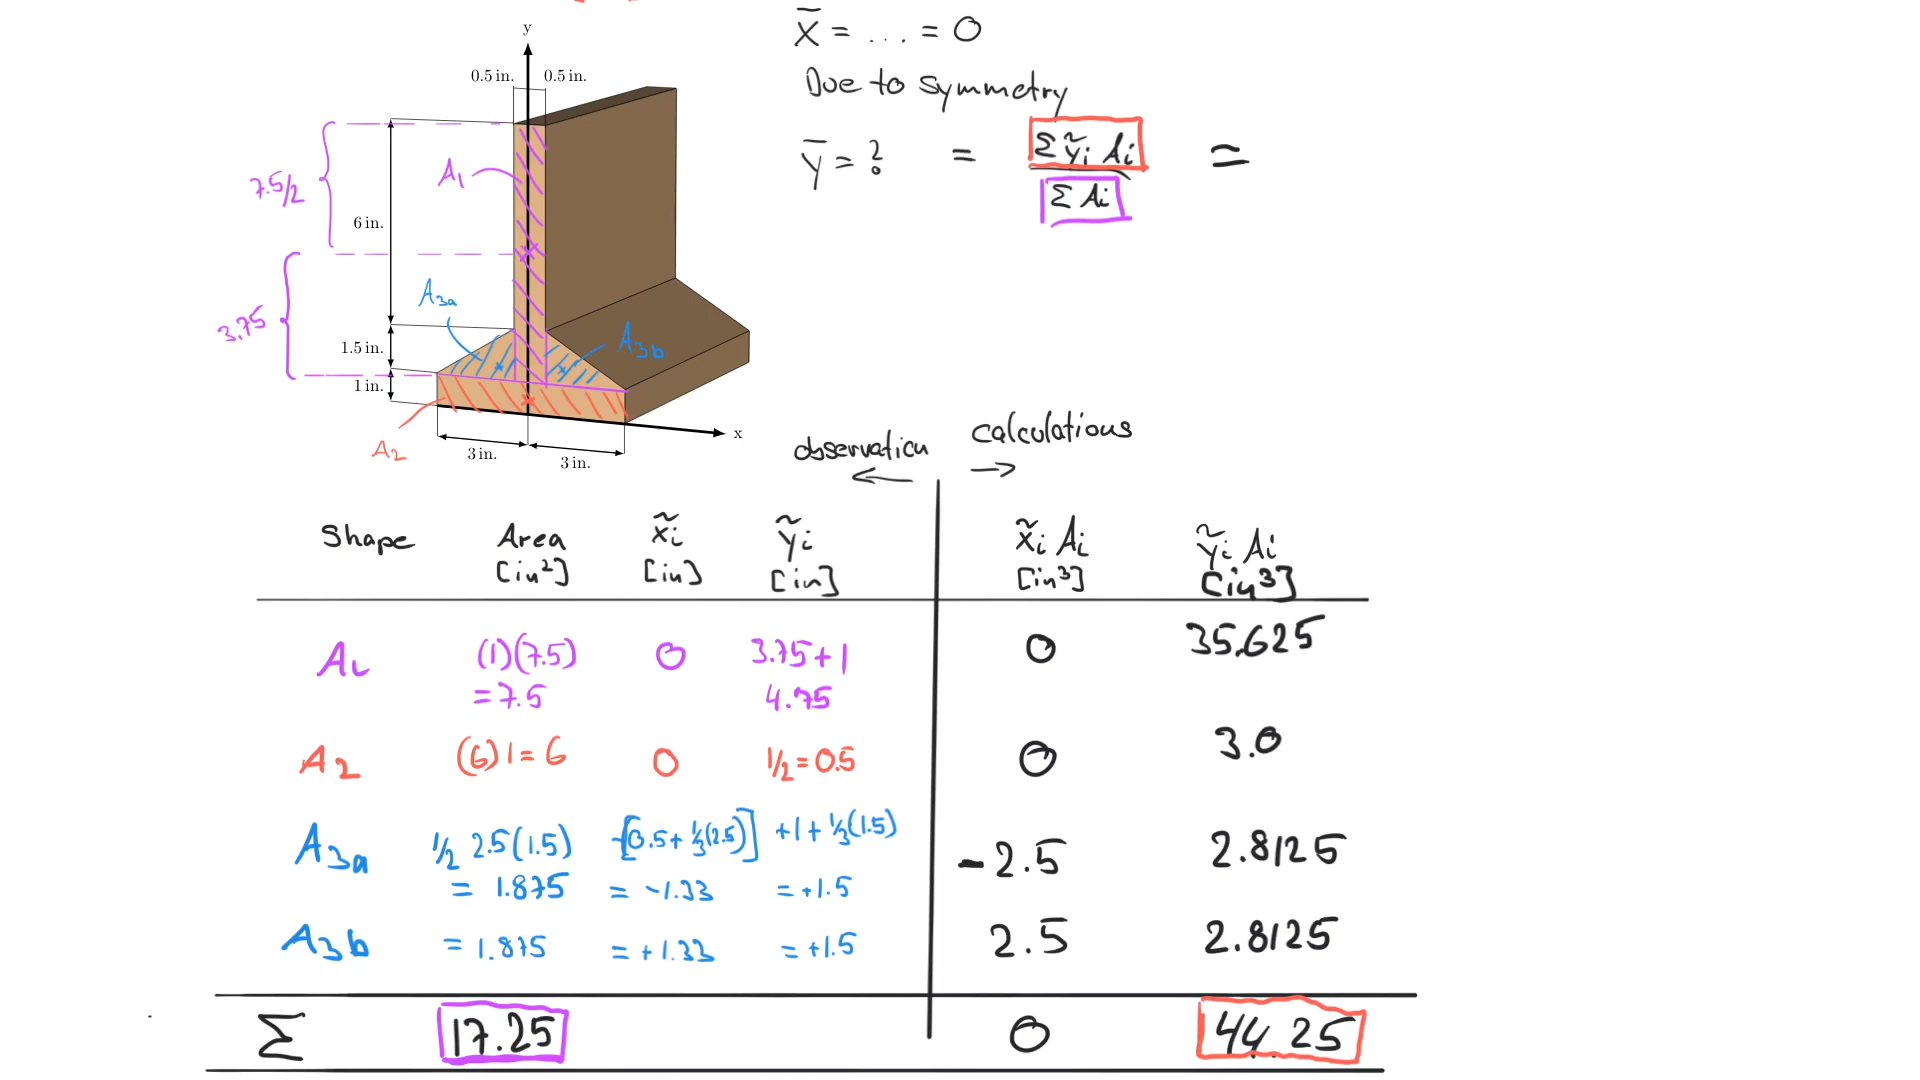 x̄ = ... = 0
Due to symmetry
ȳ = ? = Σ ỹi Ai / Σ Ai =
y
0.5 in. 0.5 in.
A1
7.5/2
6 in.
A3a
3.75
A3b
1.5 in.
1 in.
A2
x
3 in.
3 in.
observation calculations
Shape Area [in²] x̃i [in] ỹi [in] x̃i Ai [in³] ỹi Ai [in³]
A1 (1)(7.5) 0 3.75+1 0 35.625
= 7.5 4.75
A2 (6)1 = 6 0 1/2 = 0.5 0 3.0
A3a 1/2 2.5(1.5) -[0.5+1/3(2.5)] +1+1/3(1.5) -2.5 2.8125
= 1.875 = -1.33 = +1.5
A3b = 1.875 = +1.33 = +1.5 2.5 2.8125
Σ 17.25 0 44.25